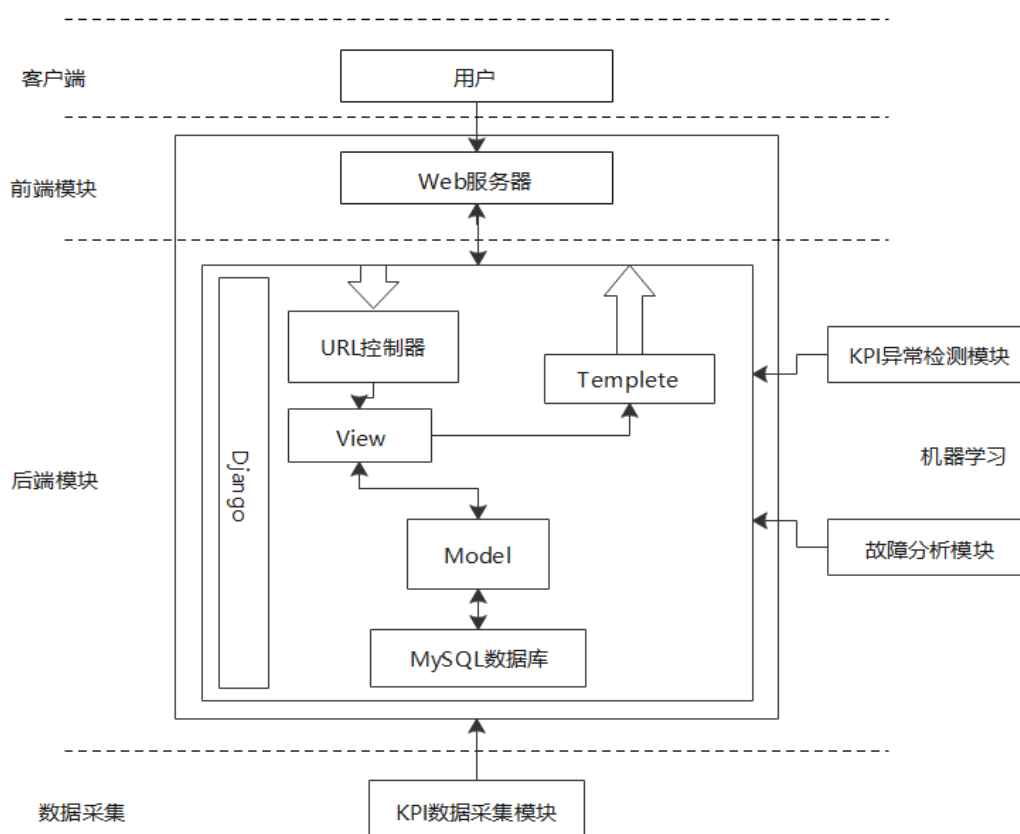 客户端
用户
前端模块
Web服务器
URL控制器
Templete
KPI异常检测模块
View
Django
后端模块
机器学习
Model
故障分析模块
MySQL数据库
数据采集
KPI数据采集模块